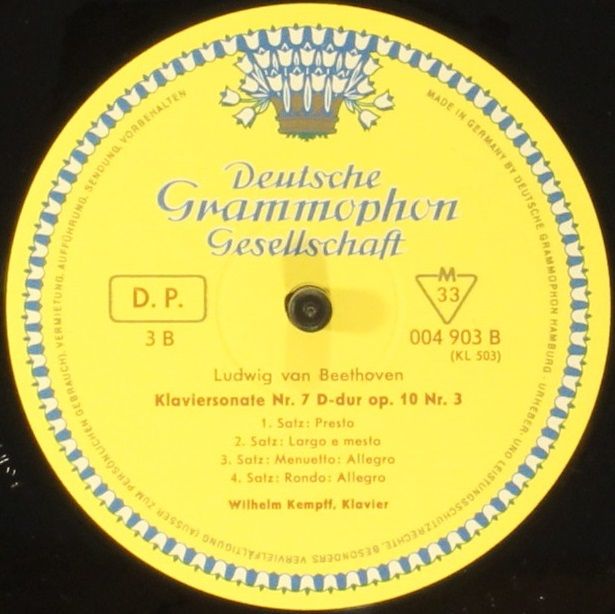 Deutsche
Grammophon
Gesellschaft
D. P.
3 B
M
33
004 903 B
(KL 503)
Ludwig van Beethoven
Klaviersonate Nr. 7 D-dur op. 10 Nr. 3
1. Satz: Presto
2. Satz: Largo e mesto
3. Satz: Menuetto: Allegro
4. Satz: Rondo: Allegro
Wilhelm Kempff, Klavier
MADE IN GERMANY BY DEUTSCHE GRAMMOPHON HAMBURG · URHEBER- UND LEISTUNGSSCHUTZRECHTE, BESONDERS VERVIELFÄLTIGUNG (AUSSER ZUM PERSÖNLICHEN GEBRAUCH), VERMIETUNG, AUFFÜHRUNG, SENDUNG, VORBEHALTEN